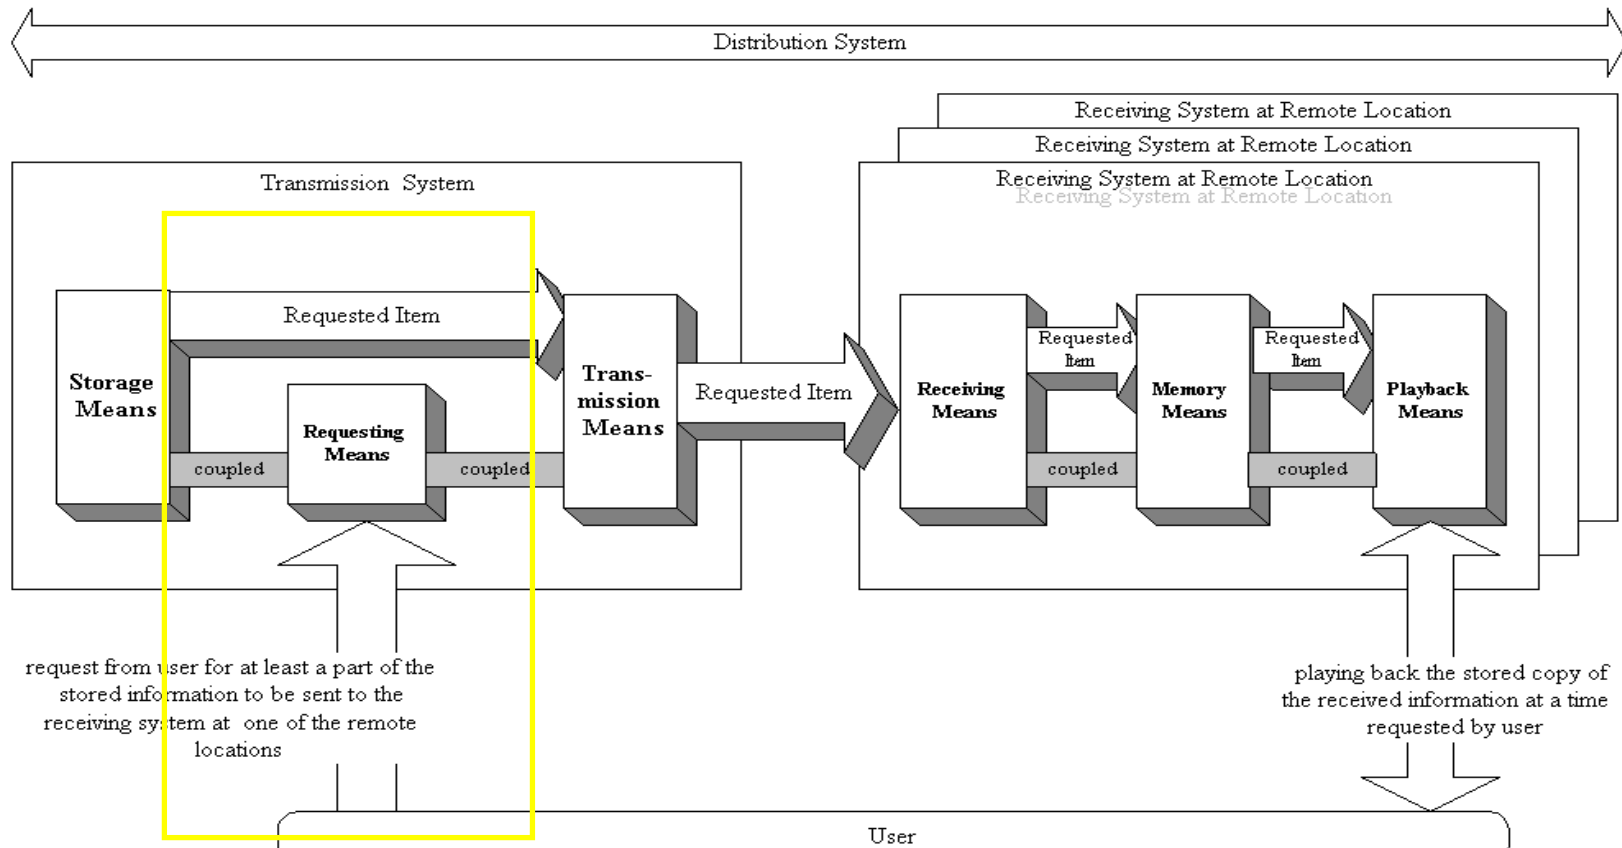 Distribution System
Receiving System at Remote Location
Receiving System at Remote Location
Receiving System at Remote Location
Receiving System at Remote Location
Transmission System
Requested Item
Storage
Means
Requesting
Means
coupled
coupled
Trans-
mission
Means
Requested Item
Receiving
Means
Requested
Item
coupled
Memory
Means
Requested
Item
coupled
Playback
Means
request from user for at least a part of the
stored information to be sent to the
receiving system at one of the remote
locations
playing back the stored copy of
the received information at a time
requested by user
User